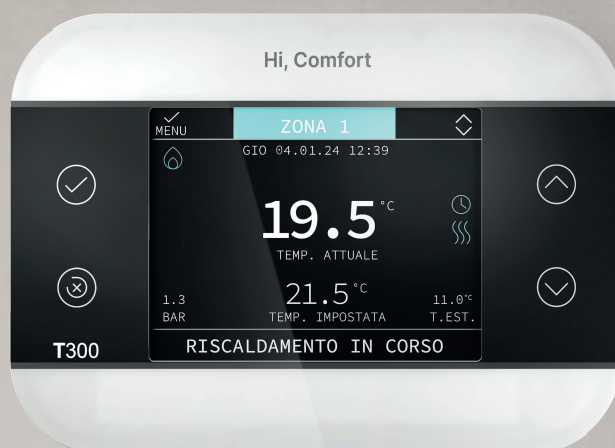 Hi, Comfort
MENU
ZONA 1
GIO 04.01.24 12:39
19.5 °C
TEMP. ATTUALE
21.5 °C
TEMP. IMPOSTATA
1.3
BAR
11.0°C
T.EST.
RISCALDAMENTO IN CORSO
T300